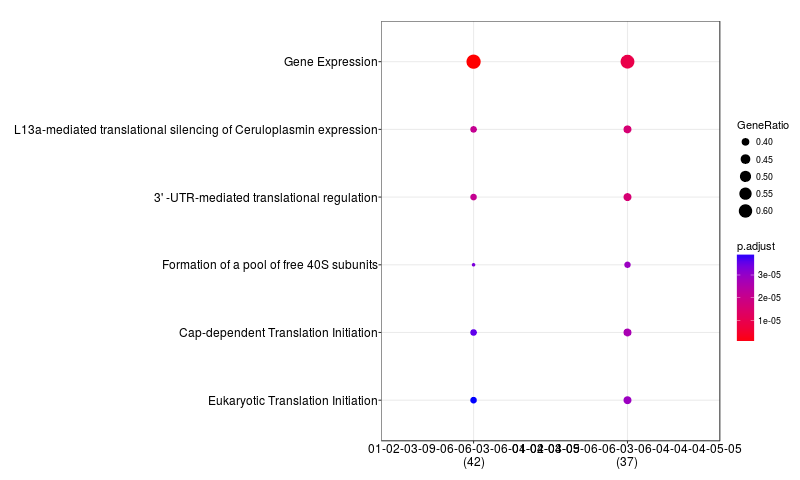 Gene Expression
L13a-mediated translational silencing of Ceruloplasmin expression
3' -UTR-mediated translational regulation
Formation of a pool of free 40S subunits
Cap-dependent Translation Initiation
Eukaryotic Translation Initiation
(42)
(37)
GeneRatio
0.40
0.45
0.50
0.55
0.60
p.adjust
3e-05
2e-05
1e-05